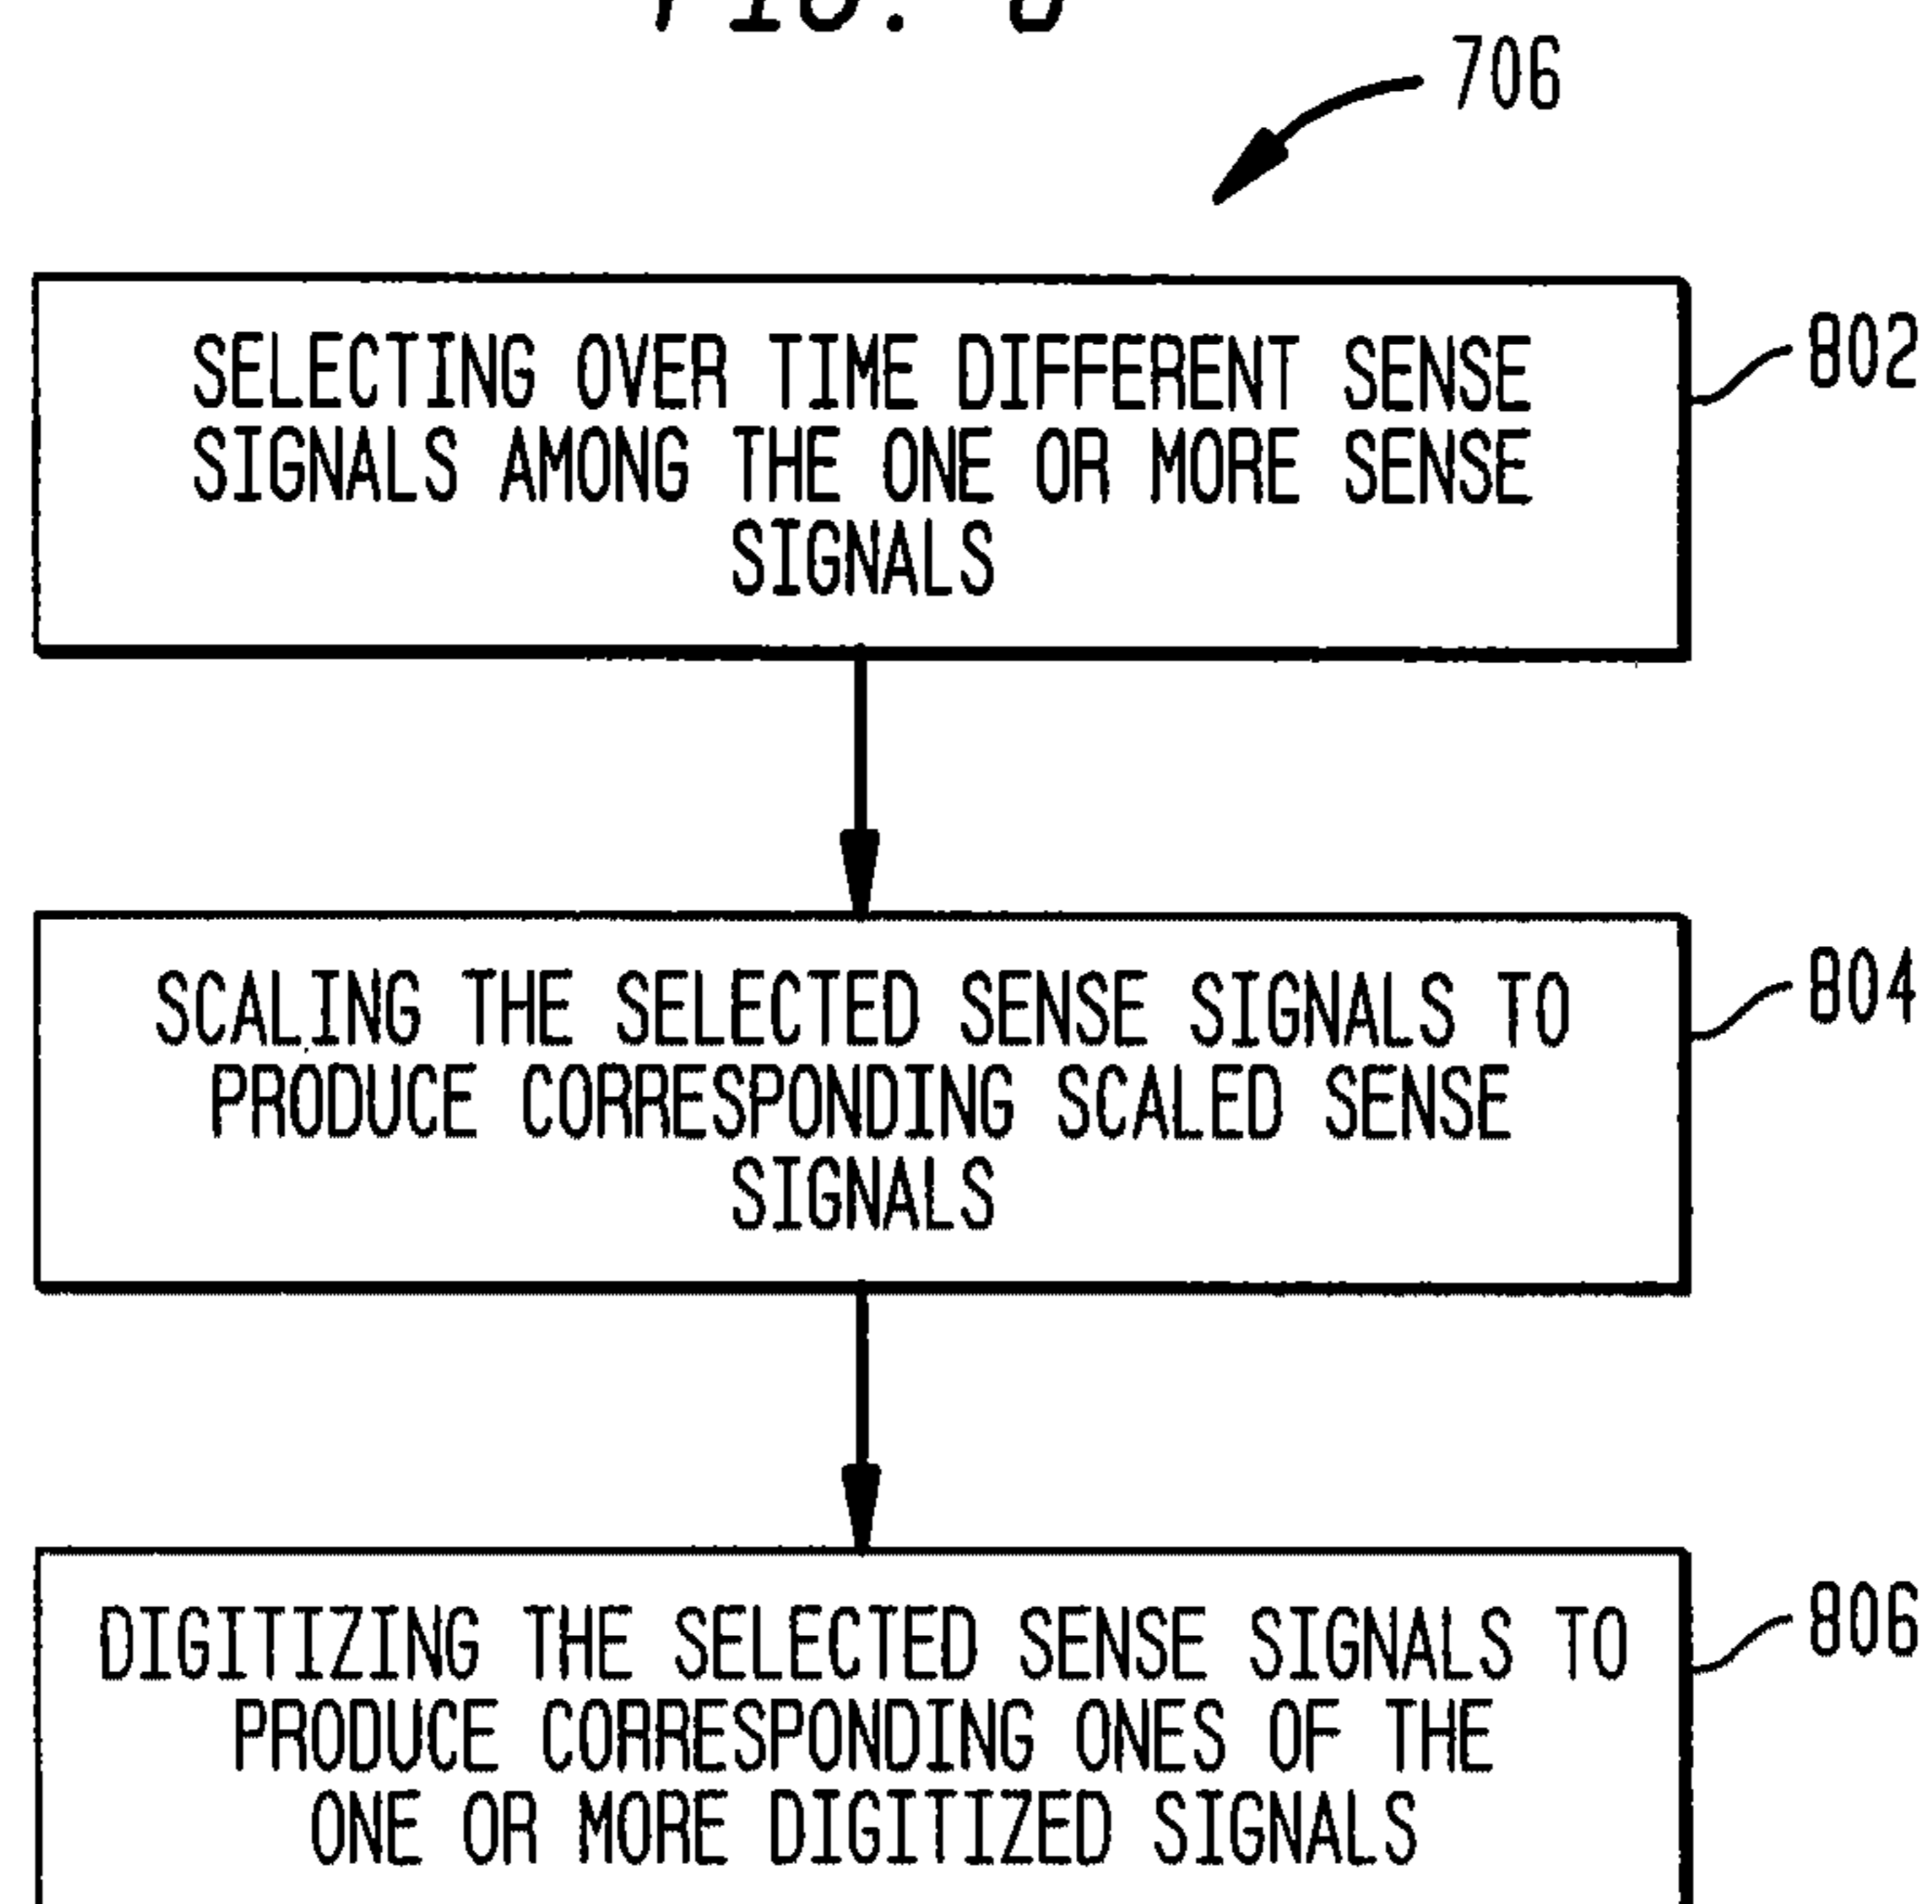 706
SELECTING OVER TIME DIFFERENT SENSE
SIGNALS AMONG THE ONE OR MORE SENSE
SIGNALS
802
SCALING THE SELECTED SENSE SIGNALS TO
PRODUCE CORRESPONDING SCALED SENSE
SIGNALS
804
DIGITIZING THE SELECTED SENSE SIGNALS TO
PRODUCE CORRESPONDING ONES OF THE
ONE OR MORE DIGITIZED SIGNALS
806